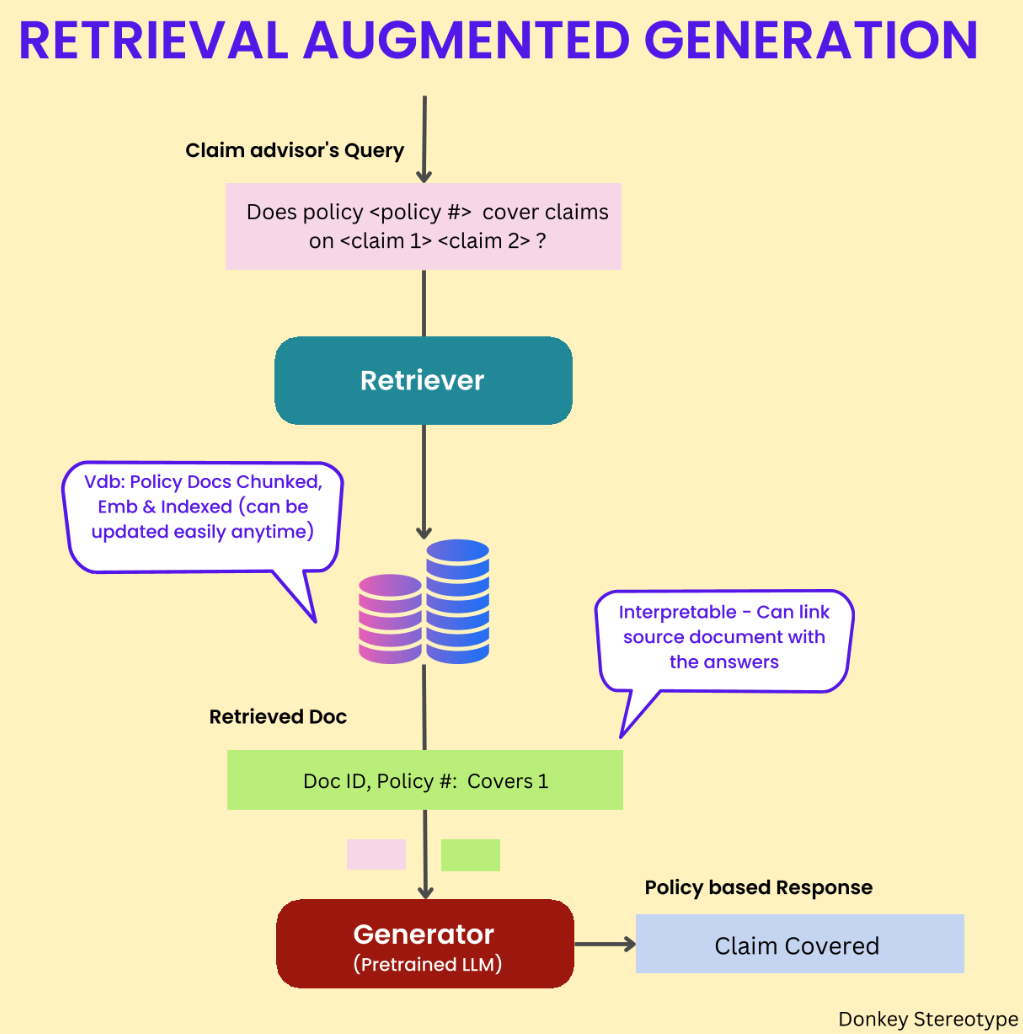 RETRIEVAL AUGMENTED GENERATION
Claim advisor's Query
Does policy <policy #> cover claims
on <claim 1> <claim 2> ?
Retriever
Vdb: Policy Docs Chunked,
Emb & Indexed (can be
updated easily anytime)
Interpretable - Can link
source document with
the answers
Retrieved Doc
Doc ID, Policy #: Covers 1
Policy based Response
Generator
(Pretrained LLM)
Claim Covered
Donkey Stereotype